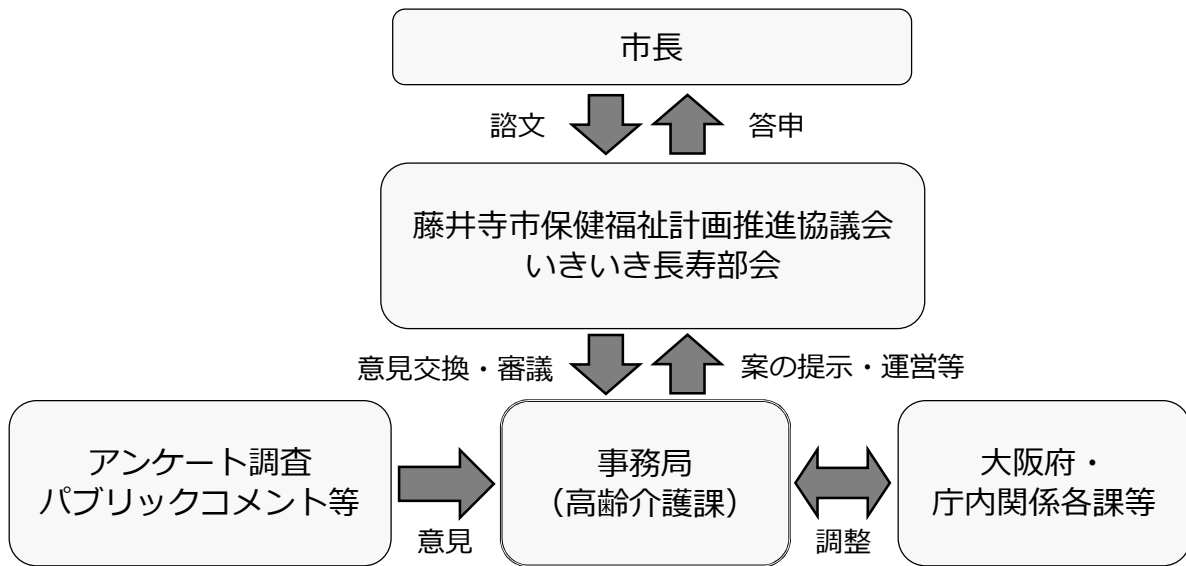 市長
諮文
答申
藤井寺市保健福祉計画推進協議会
いきいき長寿部会
意見交換・審議
案の提示・運営等
アンケート調査
パブリックコメント等
意見
事務局
（高齢介護課）
調整
大阪府・
庁内関係各課等